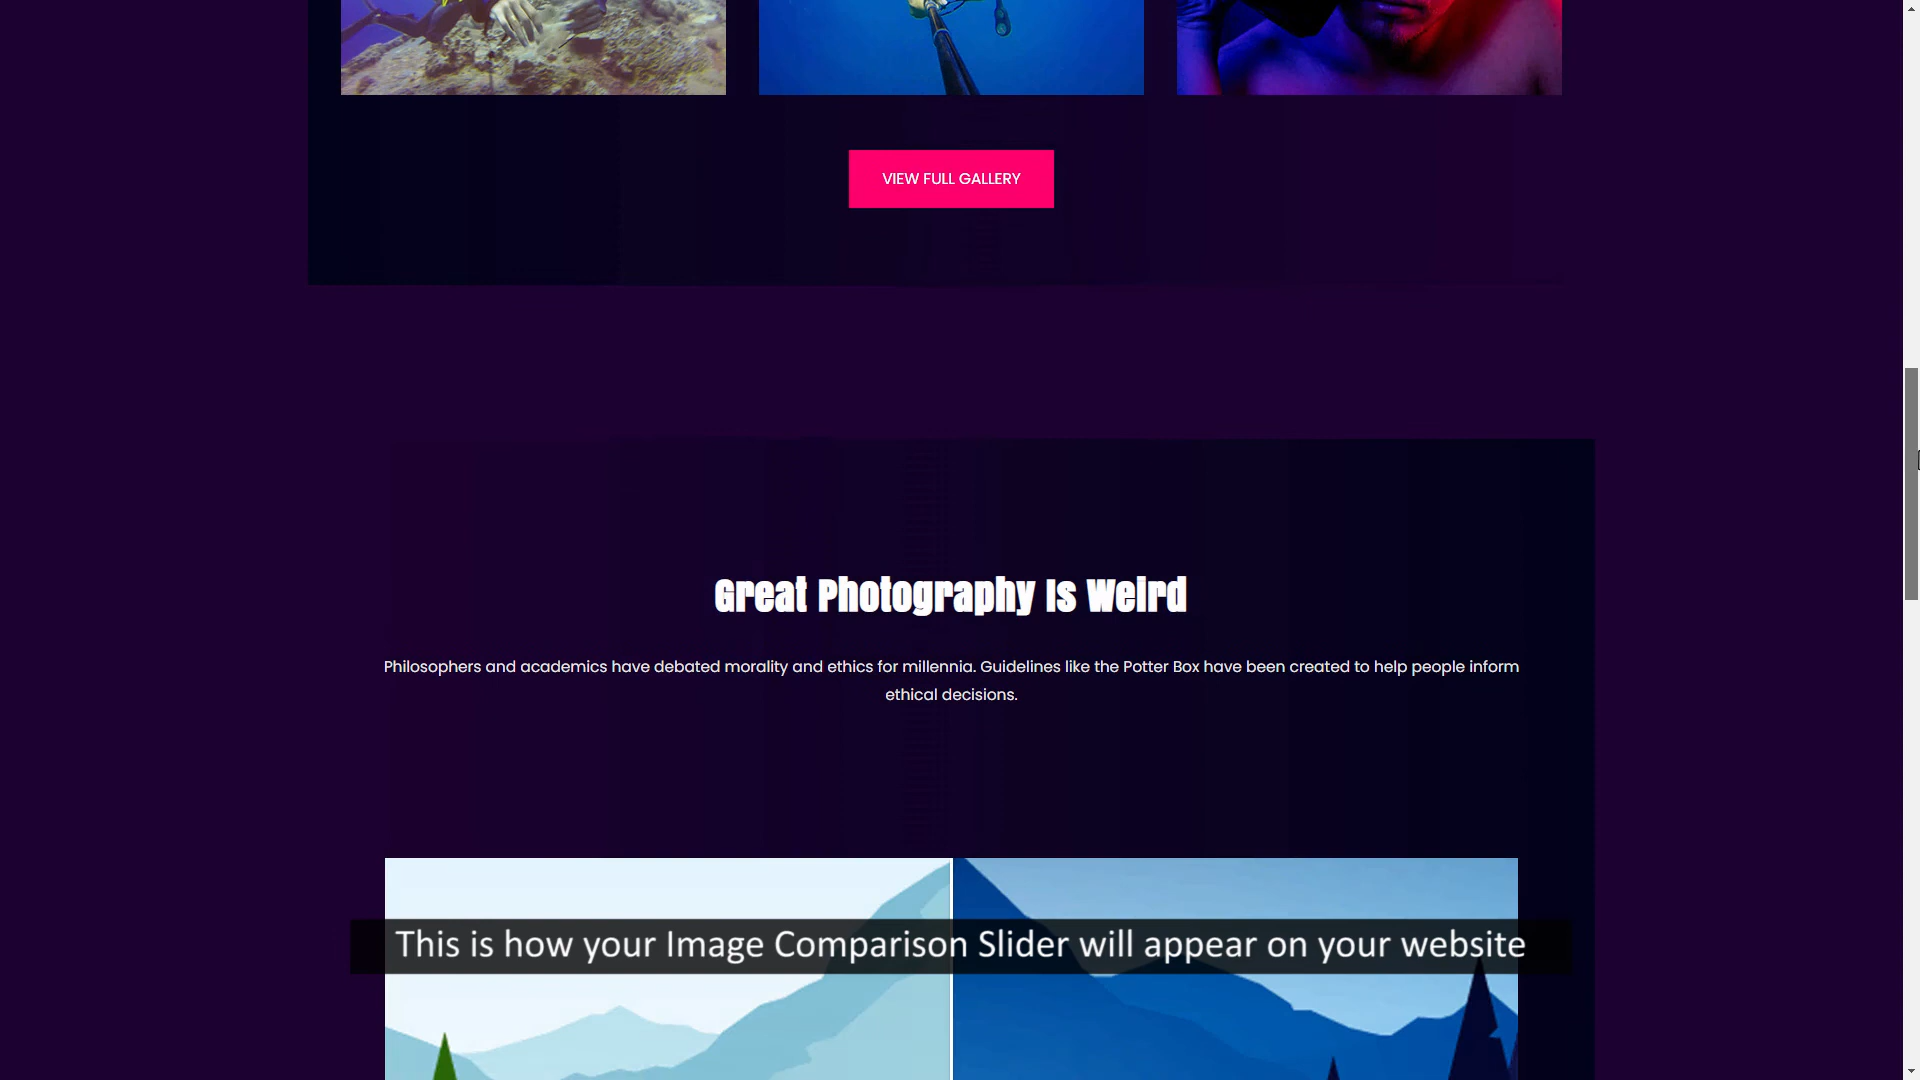 VIEW FULL GALLERY
Great Photography Is Weird
Philosophers and academics have debated morality and ethics for millennia. Guidelines like the Potter Box have been created to help people inform
ethical decisions.
This is how your Image Comparison Slider will appear on your website